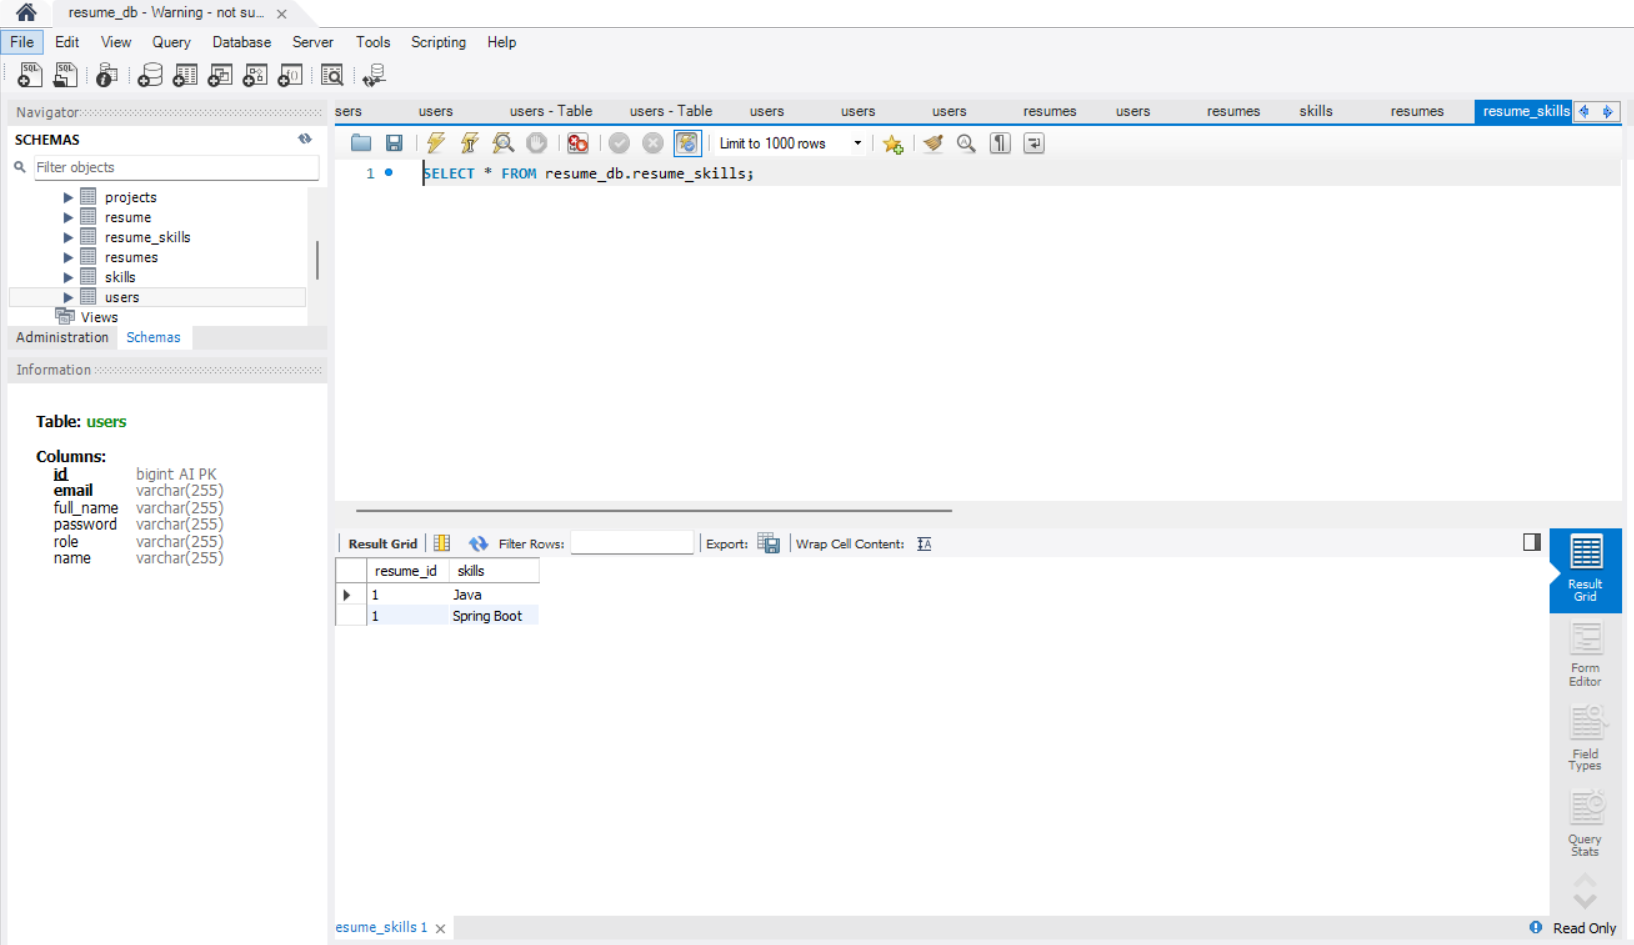 resume_db - Warning - not su...
File Edit View Query Database Server Tools Scripting Help
Navigator
SCHEMAS
Filter objects
projects
resume
resume_skills
resumes
skills
users
Views
Administration Schemas
Information
Table: users
Columns:
id bigint AI PK
email varchar(255)
full_name varchar(255)
password varchar(255)
role varchar(255)
name varchar(255)
sers users users - Table users - Table users users users resumes users resumes skills resumes resume_skills
Limit to 1000 rows
1 SELECT * FROM resume_db.resume_skills;
Result Grid Filter Rows: Export: Wrap Cell Content:
resume_id skills
1 Java
1 Spring Boot
Result
Grid
Form
Editor
Field
Types
Query
Stats
esume_skills 1
Read Only